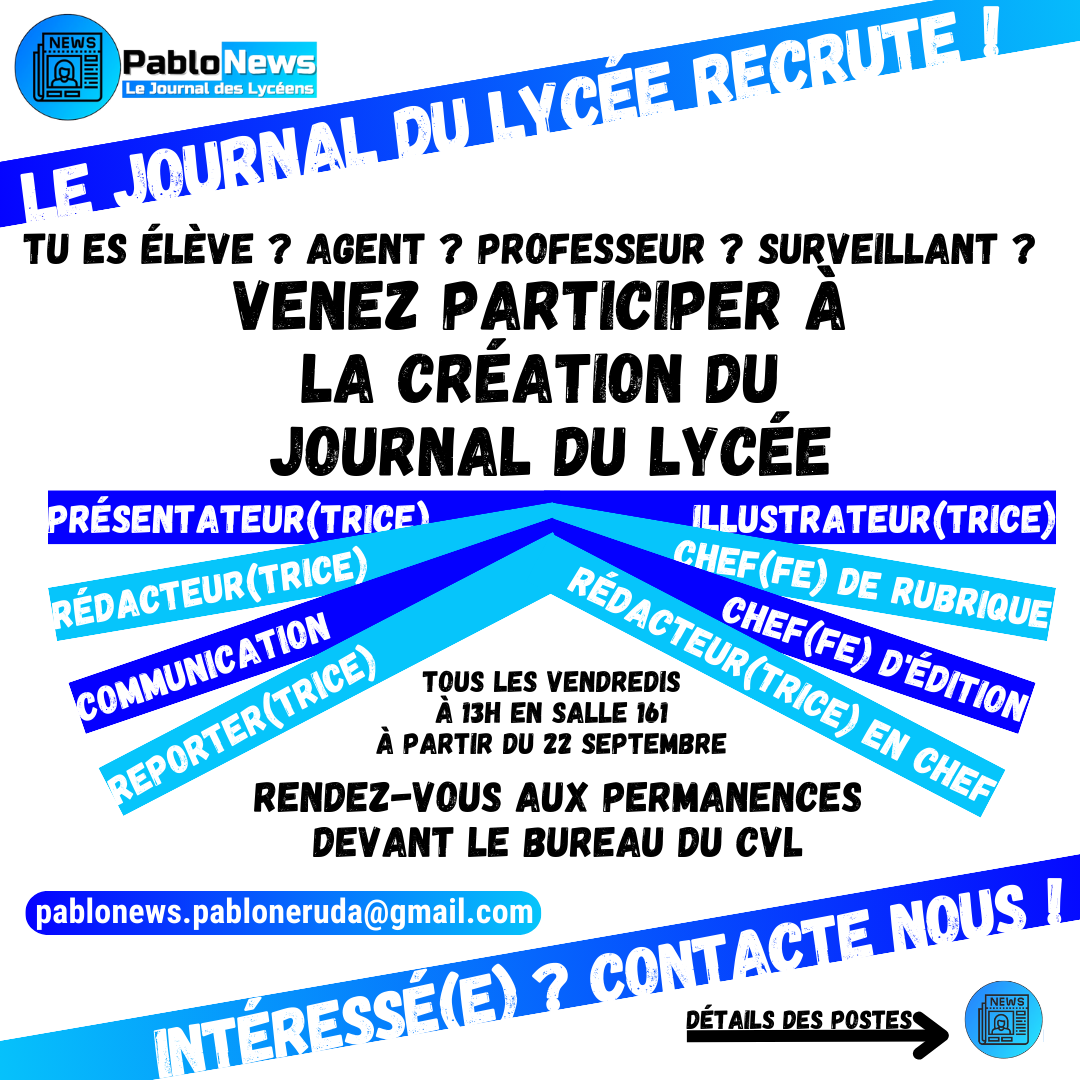 NEWS
PabloNews
Le Journal des Lycéens
LE JOURNAL DU LYCÉE RECRUTE !
TU ES ÉLÈVE ? AGENT ? PROFESSEUR ? SURVEILLANT ?
VENEZ PARTICIPER À
LA CRÉATION DU
JOURNAL DU LYCÉE
PRÉSENTATEUR(TRICE)
RÉDACTEUR(TRICE)
COMMUNICATION
REPORTER(TRICE)
ILLUSTRATEUR(TRICE)
CHEF(FE) DE RUBRIQUE
CHEF(FE) D'ÉDITION
RÉDACTEUR(TRICE) EN CHEF
TOUS LES VENDREDIS
À 13H EN SALLE 161
À PARTIR DU 22 SEPTEMBRE
RENDEZ-VOUS AUX PERMANENCES
DEVANT LE BUREAU DU CVL
pablonews.pabloneruda@gmail.com
INTÉRESSÉ(E) ? CONTACTE NOUS !
DÉTAILS DES POSTES
NEWS